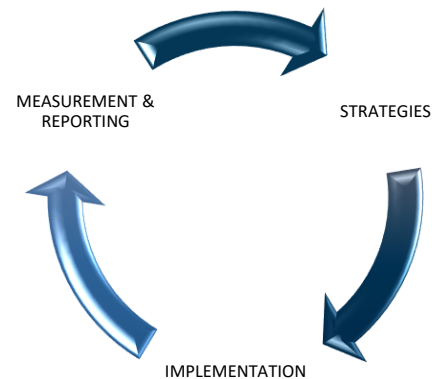 MEASUREMENT &
REPORTING
STRATEGIES
IMPLEMENTATION